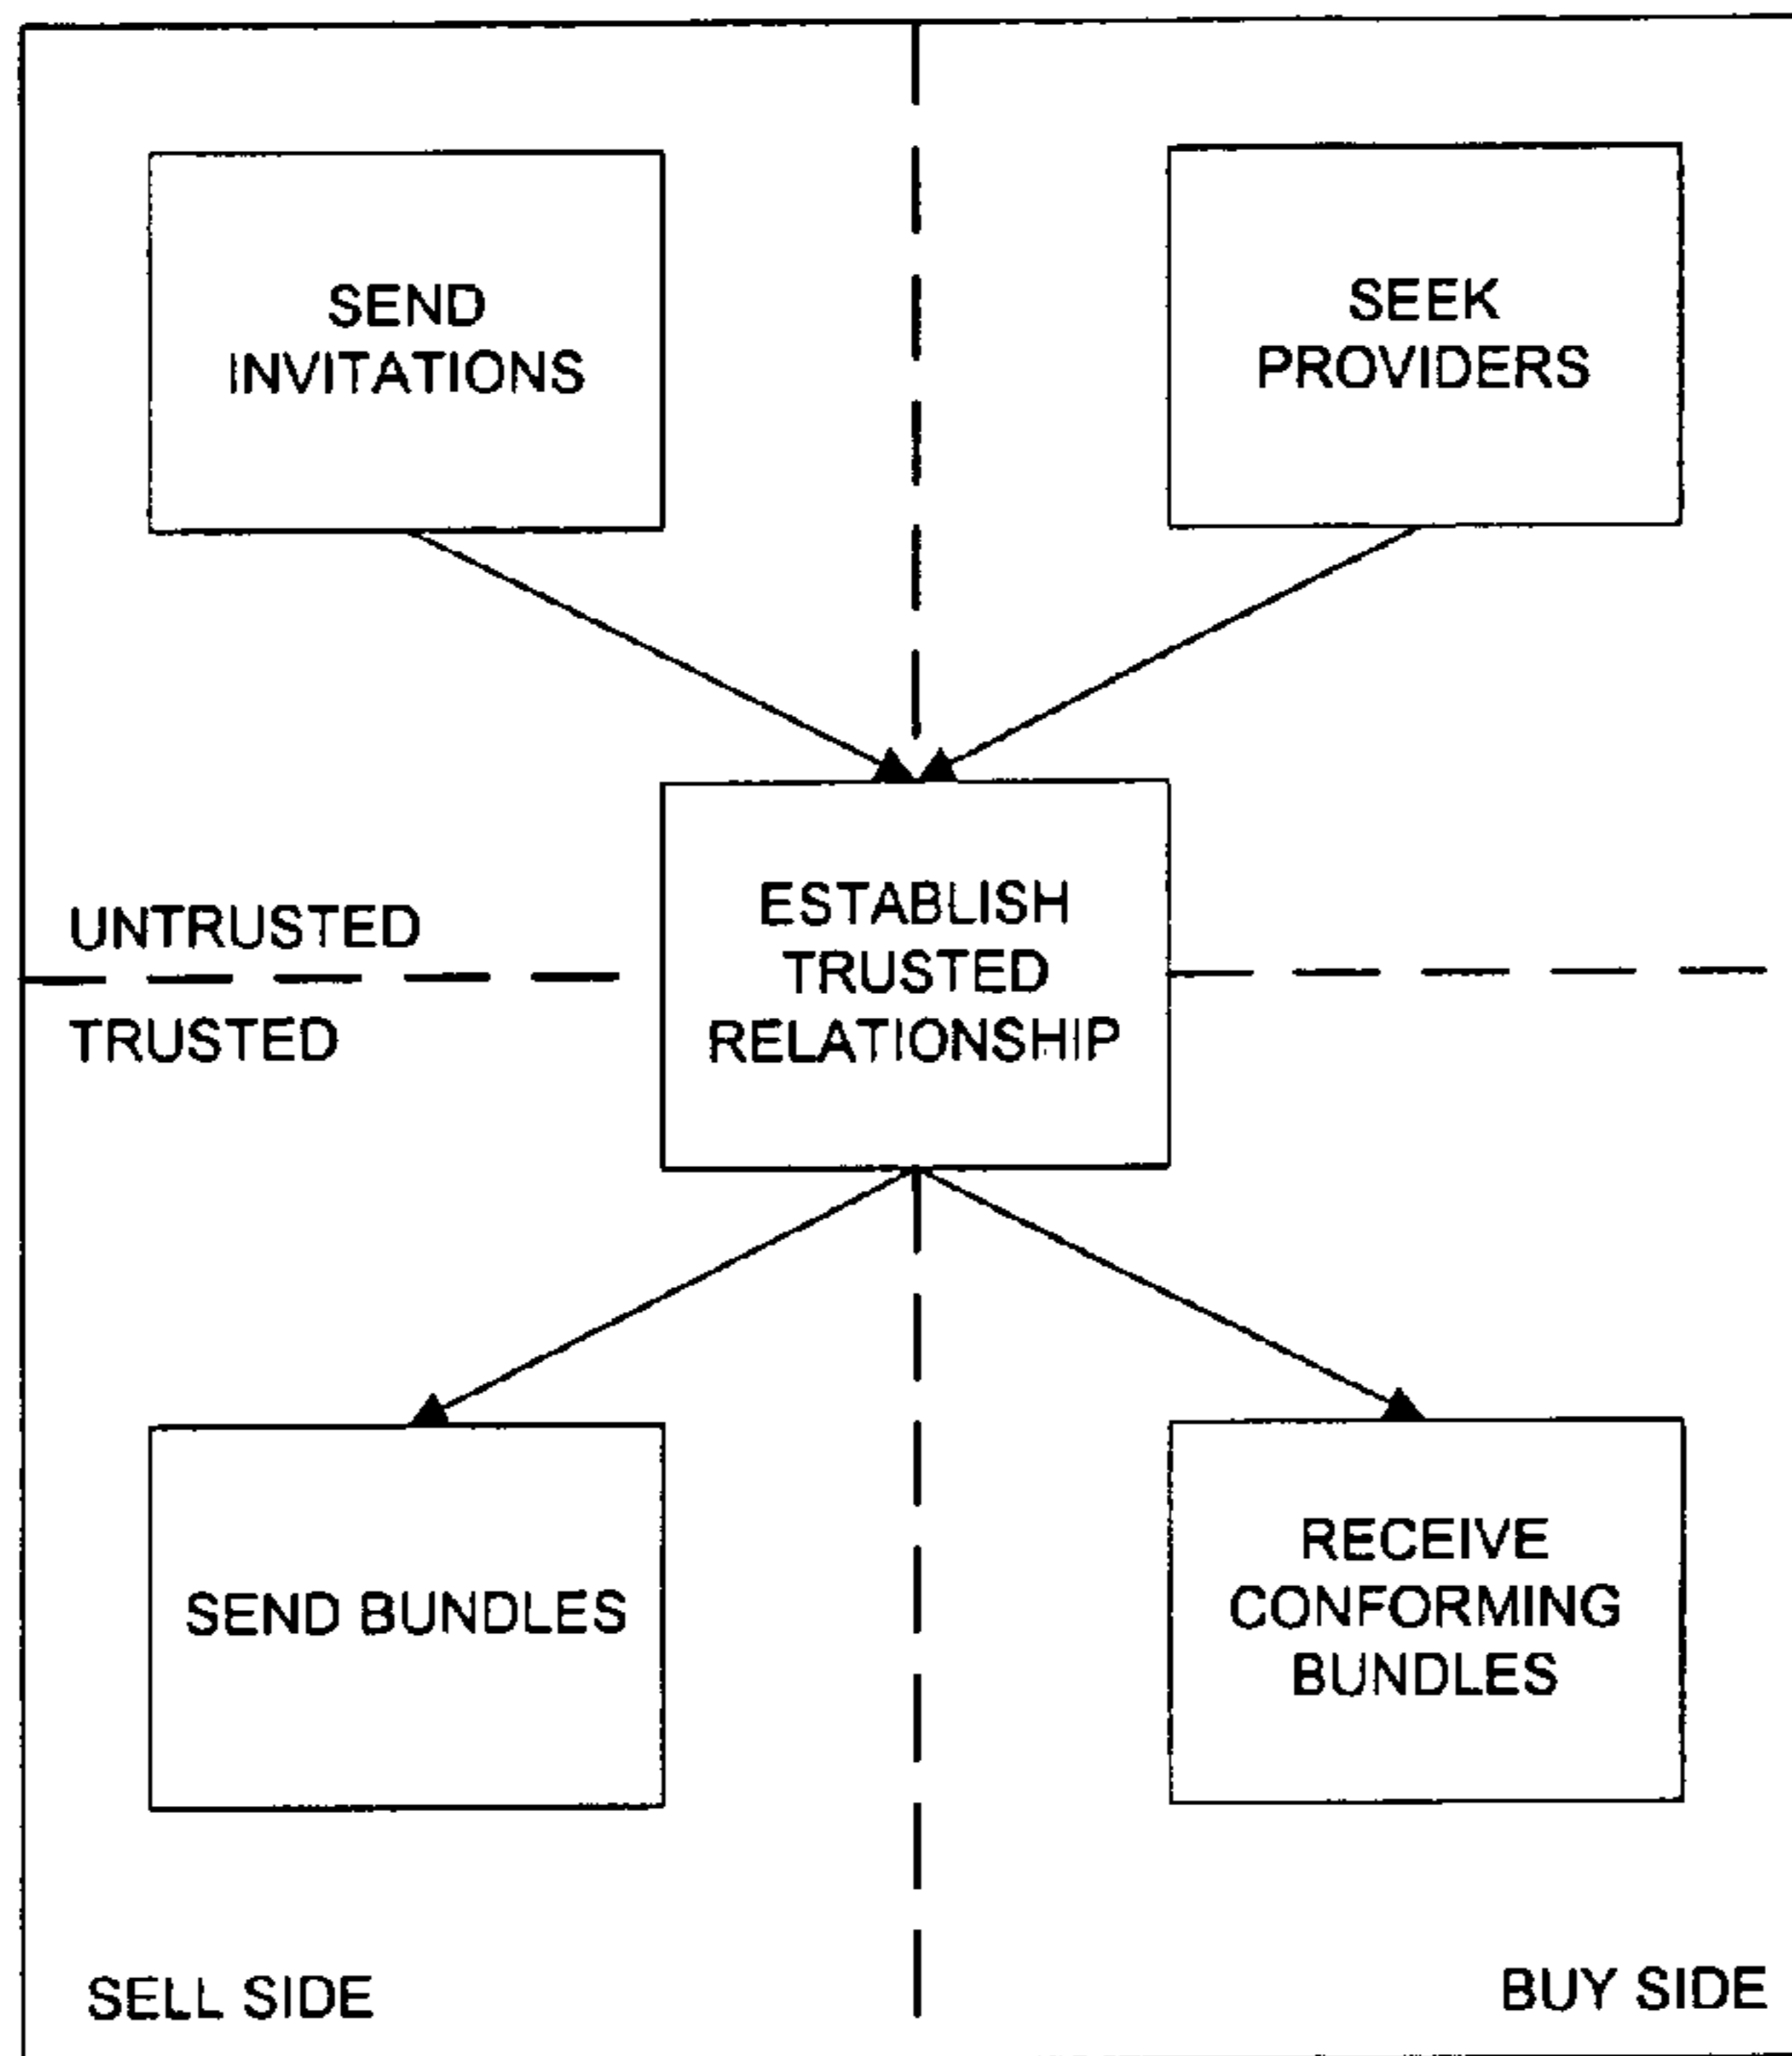 SEND
INVITATIONS
SEEK
PROVIDERS
UNTRUSTED
TRUSTED
ESTABLISH
TRUSTED
RELATIONSHIP
SEND BUNDLES
RECEIVE
CONFORMING
BUNDLES
SELL SIDE
BUY SIDE